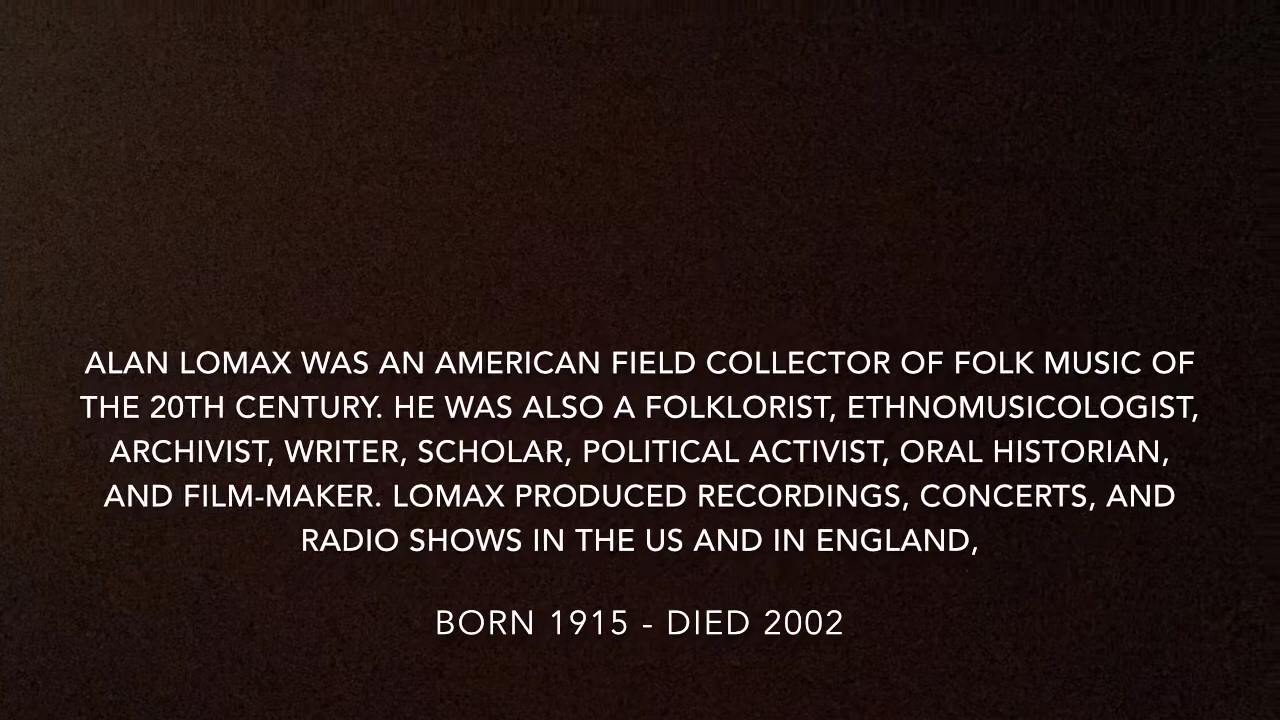 ALAN LOMAX WAS AN AMERICAN FIELD COLLECTOR OF FOLK MUSIC OF
THE 20TH CENTURY. HE WAS ALSO A FOLKLORIST, ETHNOMUSICOLOGIST,
ARCHIVIST, WRITER, SCHOLAR, POLITICAL ACTIVIST, ORAL HISTORIAN,
AND FILM-MAKER. LOMAX PRODUCED RECORDINGS, CONCERTS, AND
RADIO SHOWS IN THE US AND IN ENGLAND,
BORN 1915 - DIED 2002